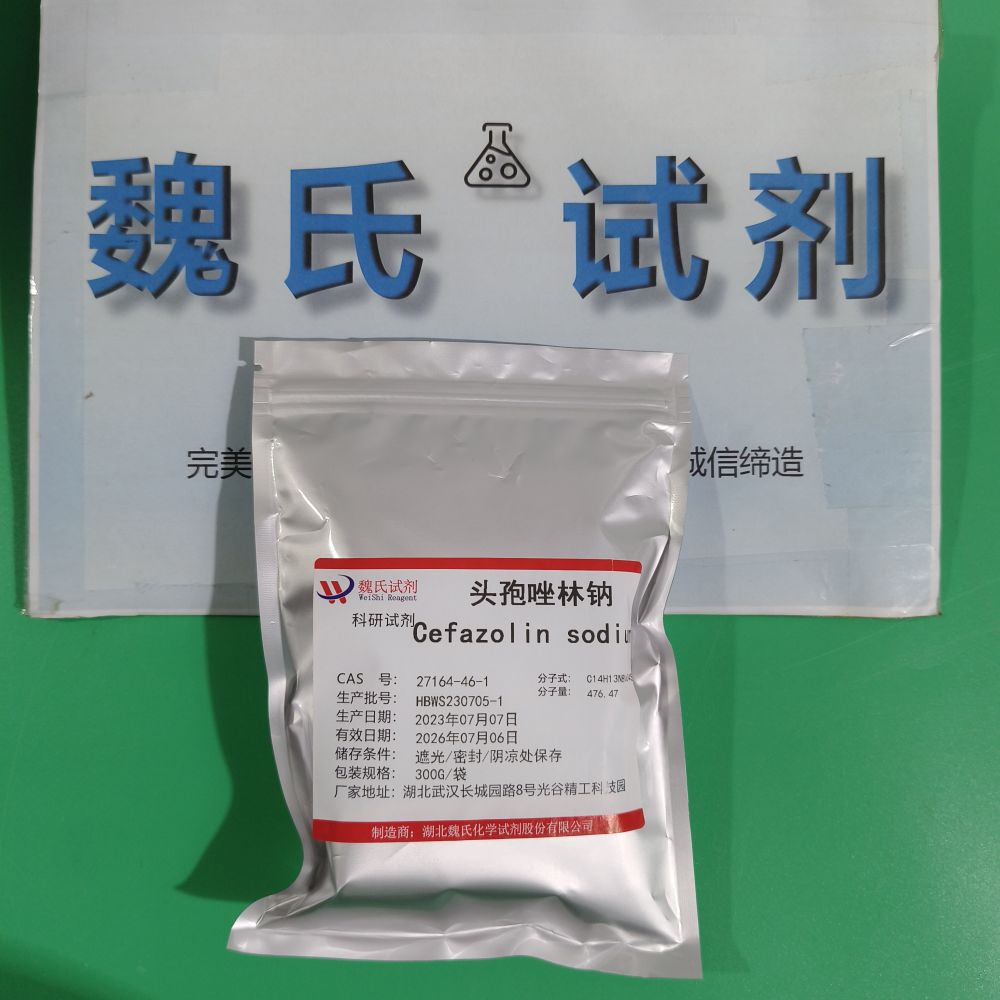 魏氏试剂
完美
诚信缔造
魏氏试剂
WeiShi Reagent
头孢唑林钠
科研试剂
Cefazolin
CAS 号: 27164-46-1
分子式:
生产批号: HBWS230705-1
分子量: 476.47
生产日期: 2023年07月07日
有效日期: 2026年07月06日
储存条件: 遮光/密封/阴凉处保存
包装规格: 300G/袋
厂家地址: 湖北武汉长城园路8号光谷精工科技园
制造商: 湖北魏氏化学试剂股份有限公司